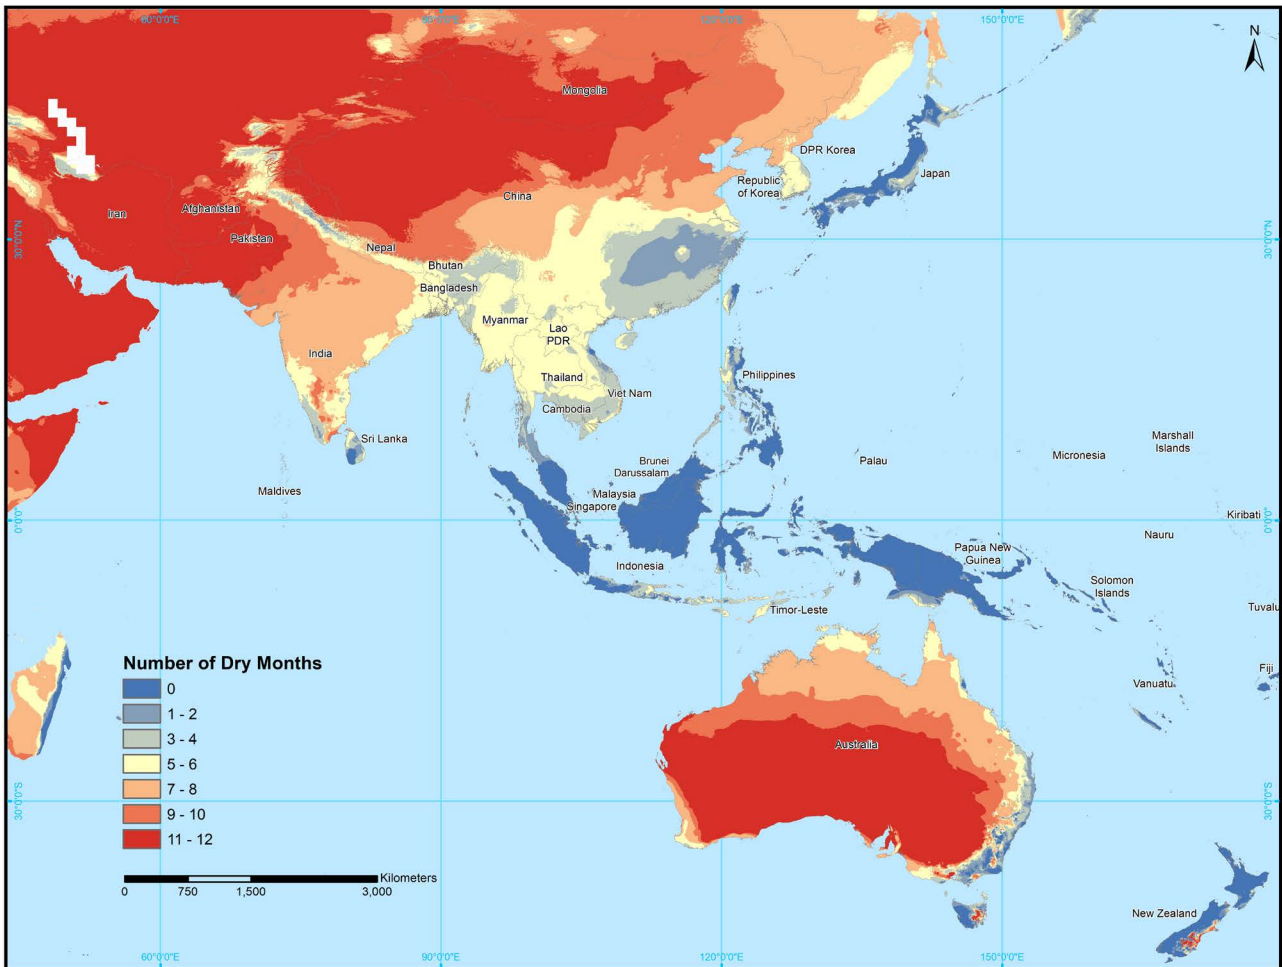 60°0'0"E
90°0'0"E
120°0'0"E
150°0'0"E
N
Mongolia
DPR Korea
Republic
of Korea
Japan
China
Iran
Afghanistan
Pakistan
30°0'0"N
30°0'0"N
Nepal
Bhutan
Bangladesh
Myanmar
Lao
PDR
India
Thailand
Philippines
Viet Nam
Cambodia
Sri Lanka
Marshall
Islands
Micronesia
Palau
Brunei
Darussalam
Maldives
Malaysia
Singapore
Kiribati
0°0'0"
0°0'0"
Nauru
Papua New
Guinea
Indonesia
Solomon
Islands
Timor-Leste
Tuvalu
Fiji
Vanuatu
Number of Dry Months
0
1 - 2
3 - 4
5 - 6
7 - 8
9 - 10
11 - 12
Australia
30°0'0"S
30°0'0"S
Kilometers
0 750 1,500 3,000
New Zealand
60°0'0"E
90°0'0"E
120°0'0"E
150°0'0"E